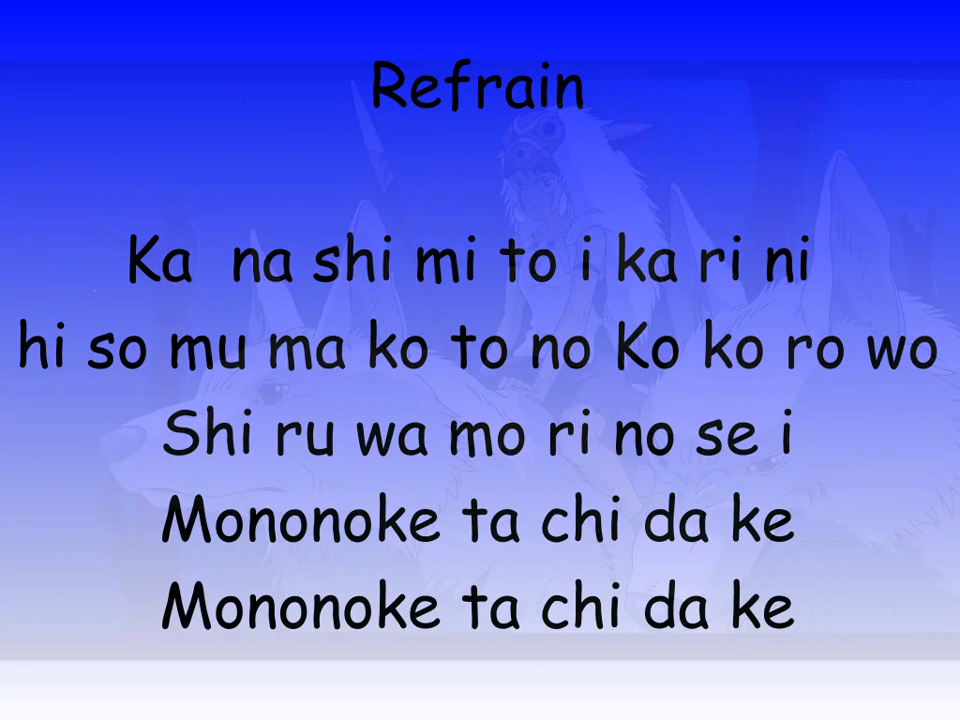 Refrain
Ka na shi mi to i ka ri ni
hi so mu ma ko to no Ko ko ro wo
Shi ru wa mo ri no se i
Mononoke ta chi da ke
Mononoke ta chi da ke